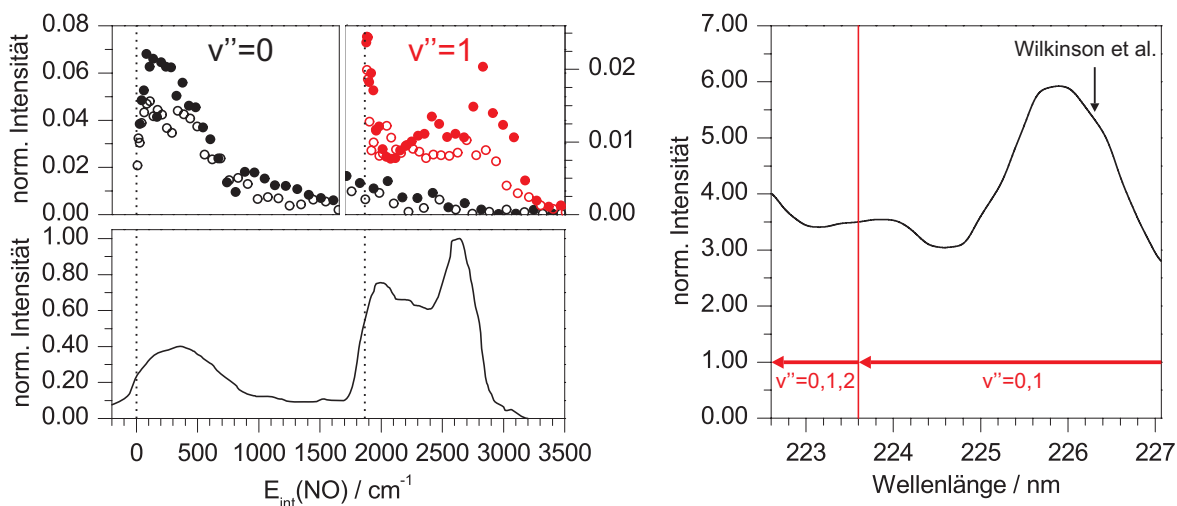 0.08
0.06
0.04
0.02
0.00
norm. Intensität
v’’=0
v’’=1
0.02
0.01
0.00
1.00
0.80
0.60
0.40
0.20
0.00
norm. Intensität
0 500 1000 1500 2000 2500 3000 3500
E_int(NO) / cm⁻¹
7.00
6.00
5.00
4.00
3.00
2.00
1.00
0.00
norm. Intensität
Wilkinson et al.
v’’=0,1,2
v’’=0,1
223 224 225 226 227
Wellenlänge / nm